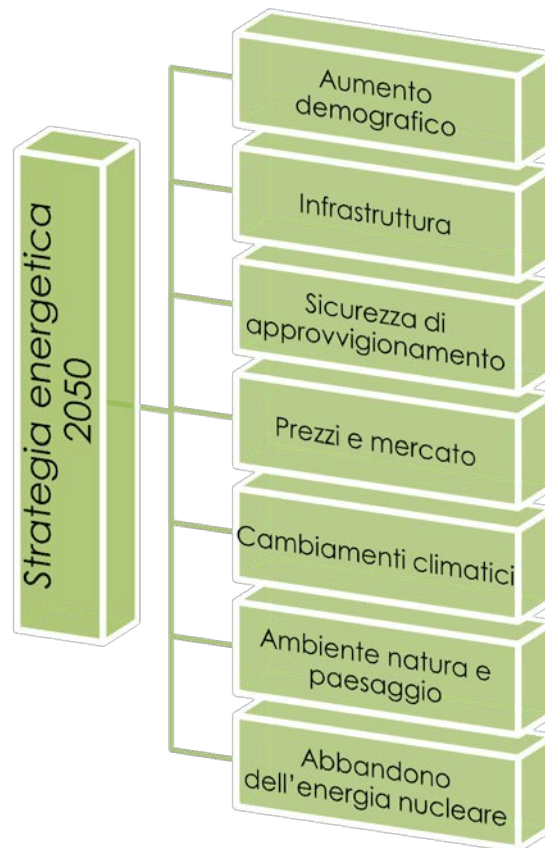 Strategia energetica
2050
Aumento
demografico
Infrastruttura
Sicurezza di
approvvigionamento
Prezzi e mercato
Cambiamenti climatici
Ambiente natura e
paesaggio
Abbandono
dell’energia nucleare